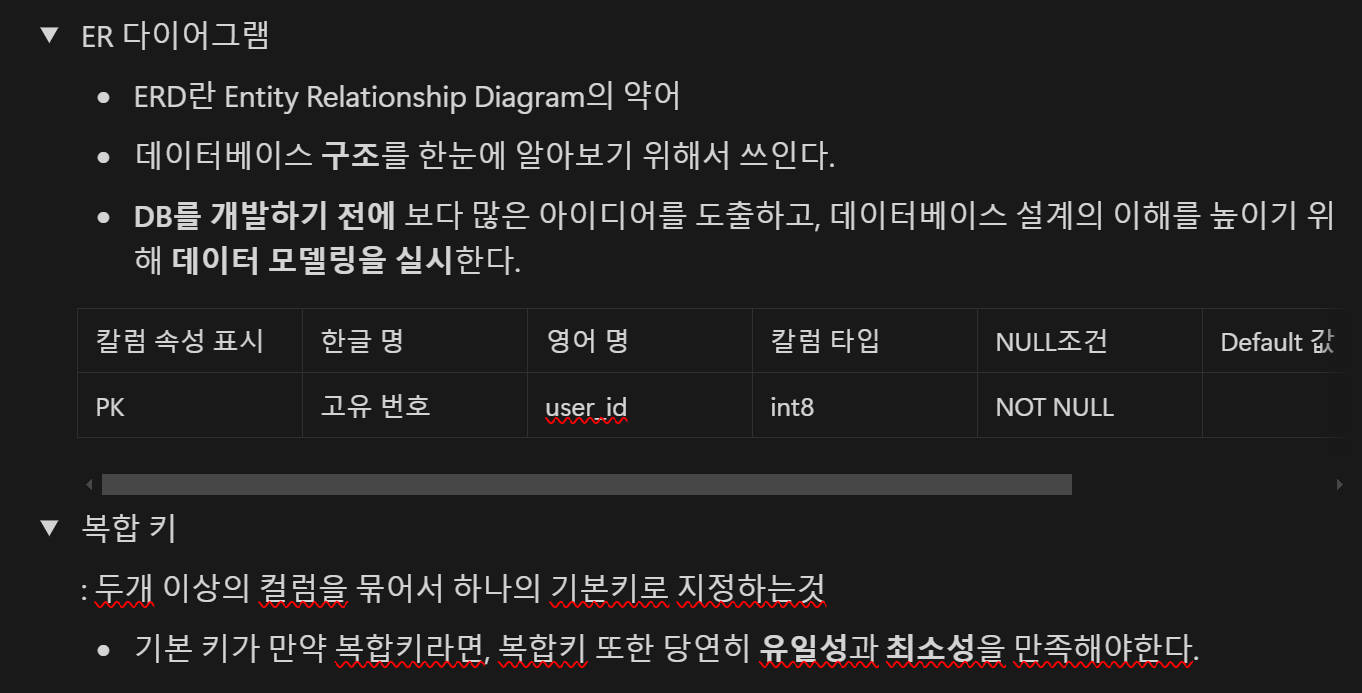 ER 다이어그램
ERD란 Entity Relationship Diagram의 약어
데이터베이스 구조를 한눈에 알아보기 위해서 쓰인다.
DB를 개발하기 전에 보다 많은 아이디어를 도출하고, 데이터베이스 설계의 이해를 높이기 위
해 데이터 모델링을 실시한다.
칼럼 속성 표시 한글 명 영어 명 칼럼 타입 NULL조건 Default 값
PK 고유 번호 user_id int8 NOT NULL
복합 키
: 두개 이상의 컬럼을 묶어서 하나의 기본키로 지정하는것
기본 키가 만약 복합키라면, 복합키 또한 당연히 유일성과 최소성을 만족해야한다.